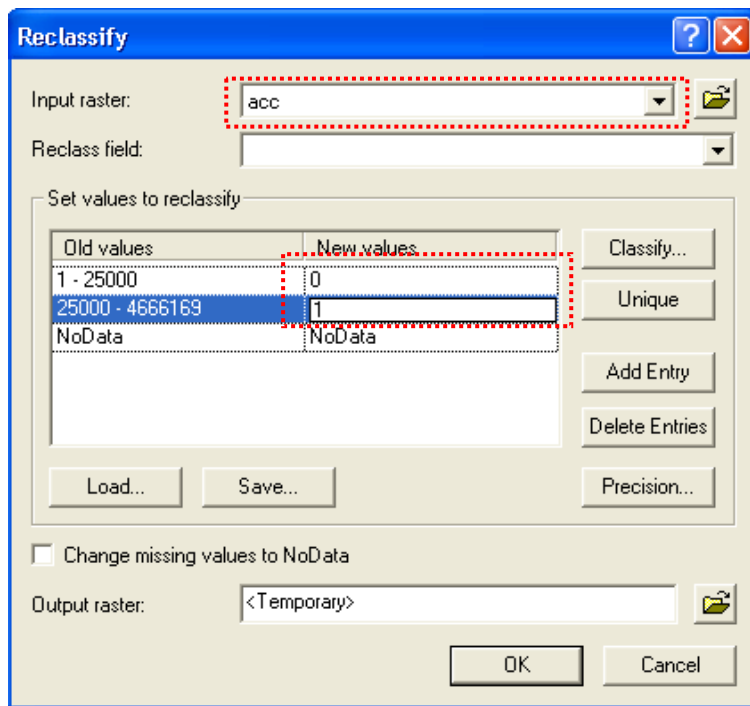 Reclassify
Input raster: acc
Reclass field:
Set values to reclassify
Old values New values
1 - 25000 0
25000 - 4666169 1
NoData NoData
Classify...
Unique
Add Entry
Delete Entries
Load... Save... Precision...
Change missing values to NoData
Output raster: <Temporary>
OK Cancel